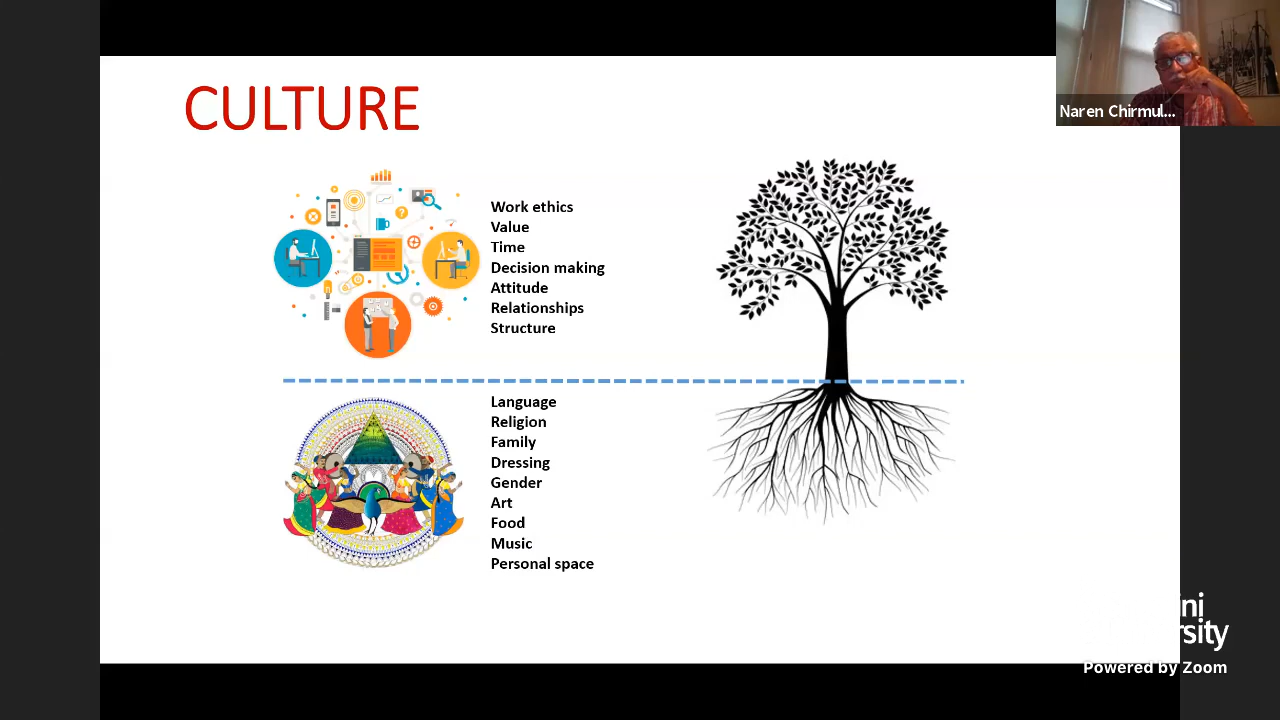 CULTURE
Naren Chirmul...
Work ethics
Value
Time
Decision making
Attitude
Relationships
Structure
Language
Religion
Family
Dressing
Gender
Art
Food
Music
Personal space
Powered by Zoom